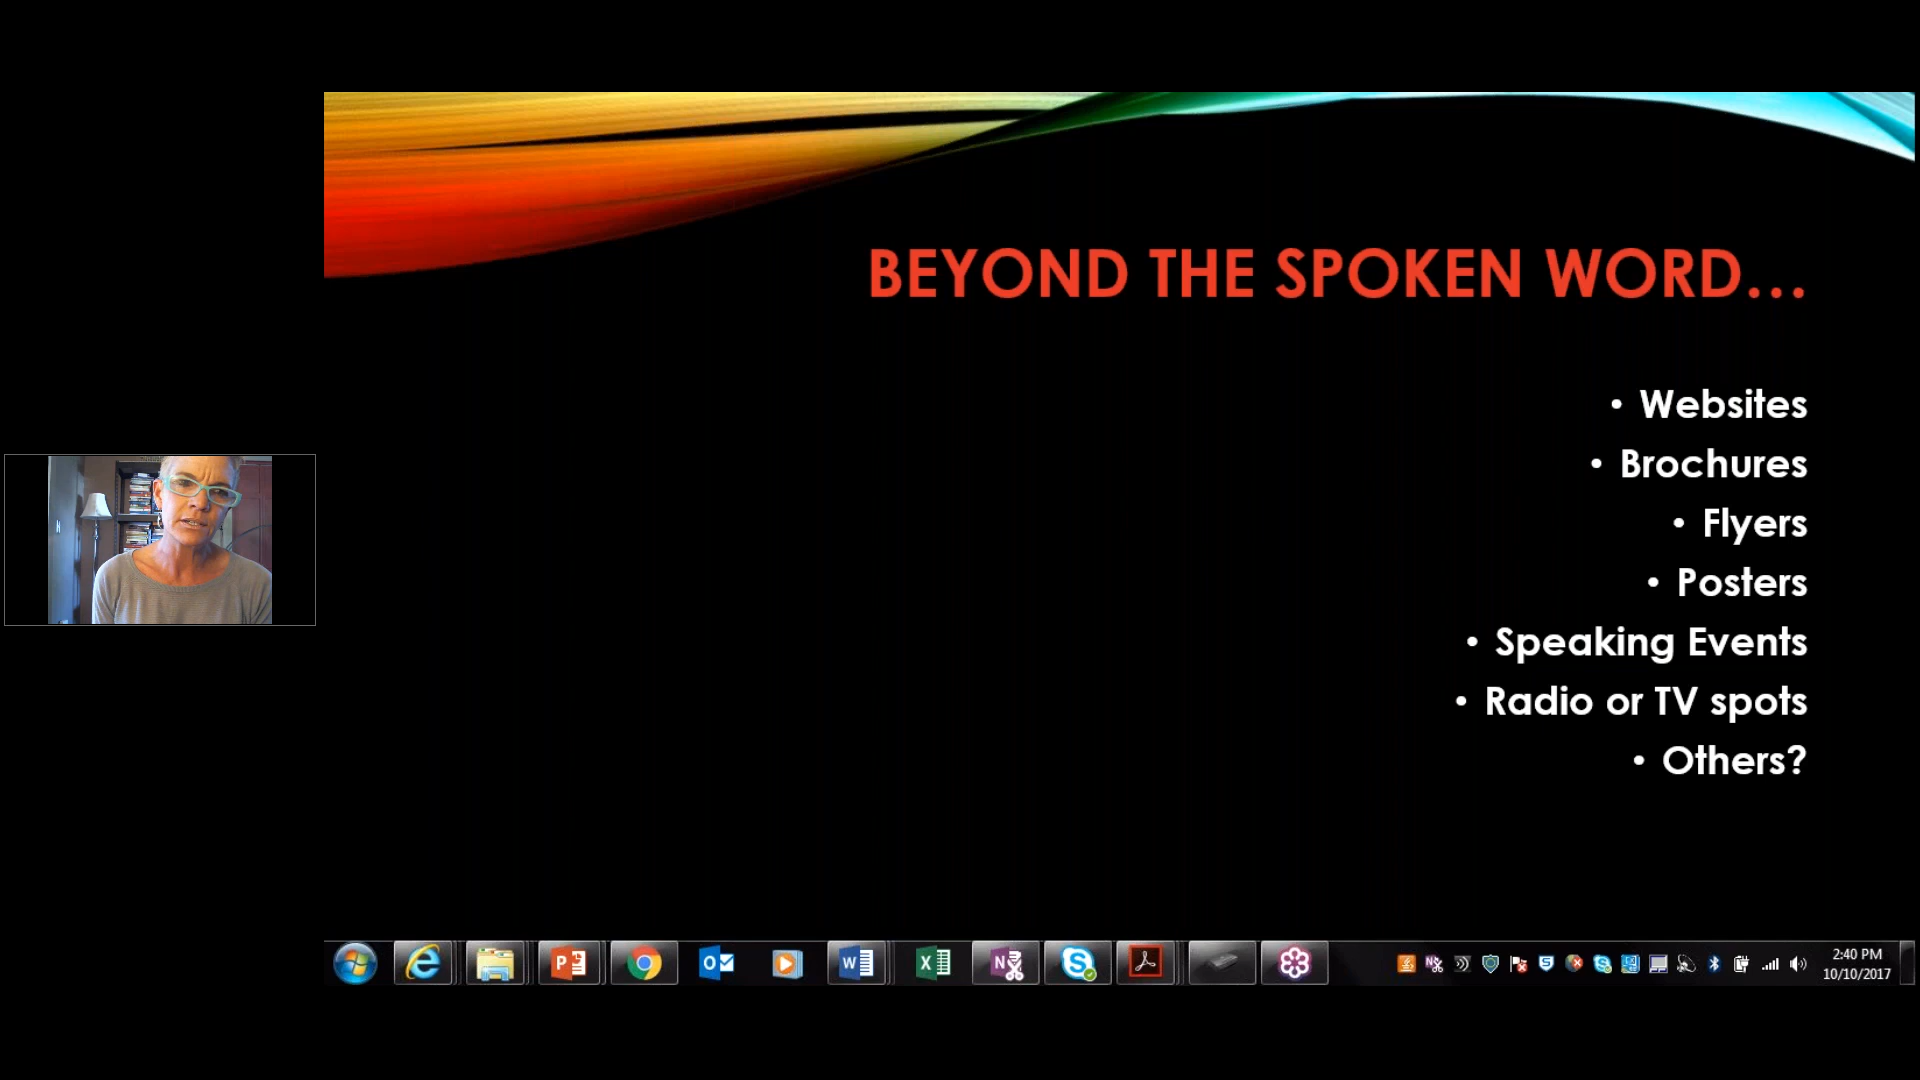 BEYOND THE SPOKEN WORD...
• Websites
• Brochures
• Flyers
• Posters
• Speaking Events
• Radio or TV spots
• Others?
2:40 PM
10/10/2017